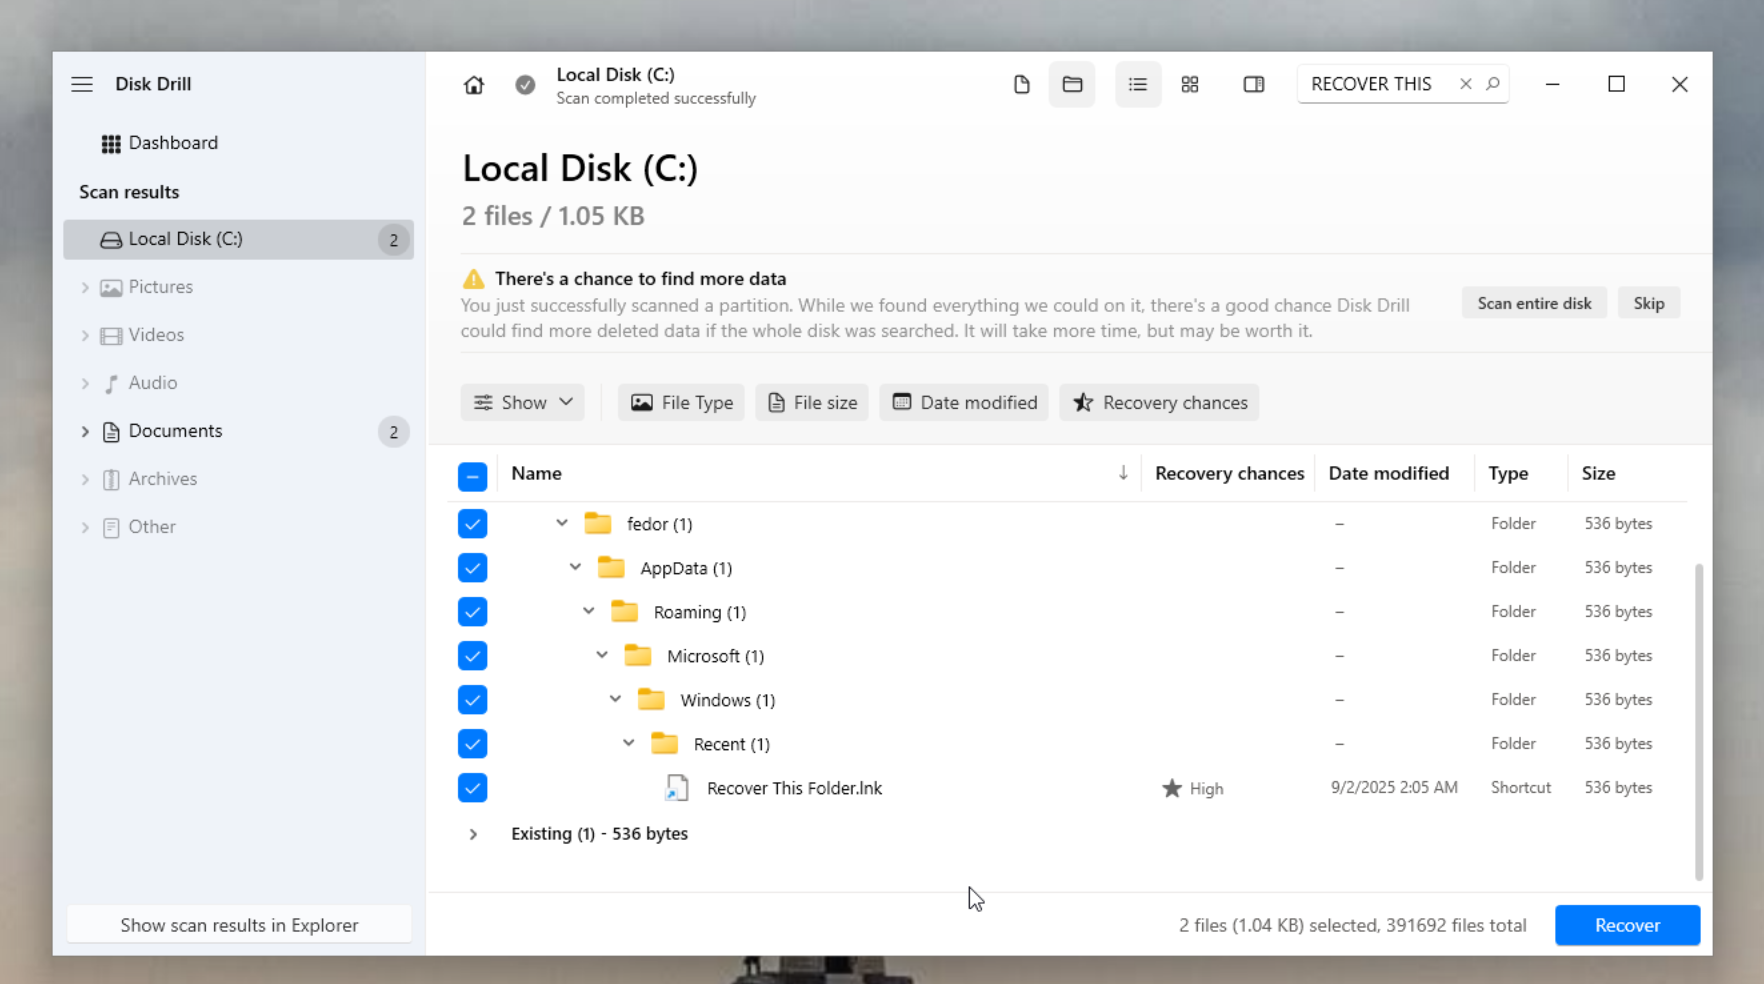 Disk Drill
Local Disk (C:)
Scan completed successfully
RECOVER THIS
Dashboard
Scan results
Local Disk (C:) 2
Pictures
Videos
Audio
Documents 2
Archives
Other
Show scan results in Explorer
Local Disk (C:)
2 files / 1.05 KB
There's a chance to find more data
You just successfully scanned a partition. While we found everything we could on it, there's a good chance Disk Drill
could find more deleted data if the whole disk was searched. It will take more time, but may be worth it.
Scan entire disk Skip
Show File Type File size Date modified Recovery chances
Name Recovery chances Date modified Type Size
fedor (1) – Folder 536 bytes
AppData (1) – Folder 536 bytes
Roaming (1) – Folder 536 bytes
Microsoft (1) – Folder 536 bytes
Windows (1) – Folder 536 bytes
Recent (1) – Folder 536 bytes
Recover This Folder.lnk High 9/2/2025 2:05 AM Shortcut 536 bytes
Existing (1) - 536 bytes
2 files (1.04 KB) selected, 391692 files total Recover